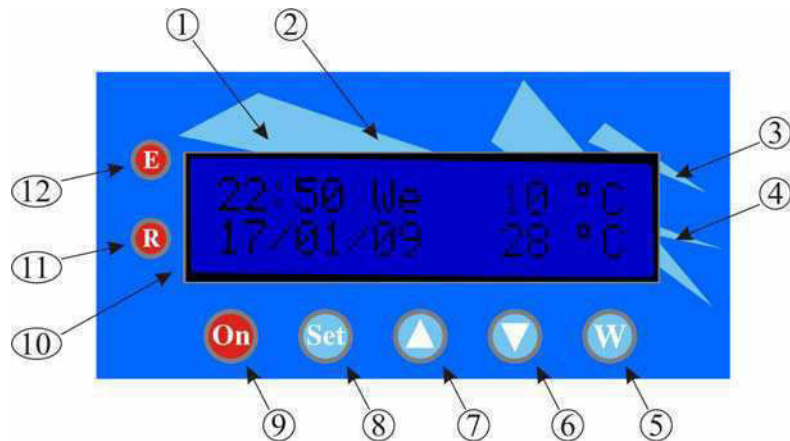 ① ②
③
E
⑫
22:50 We 10 °C
④
17/01/09 28 °C
R
⑪
⑩
On Set W
⑨ ⑧ ⑦ ⑥ ⑤